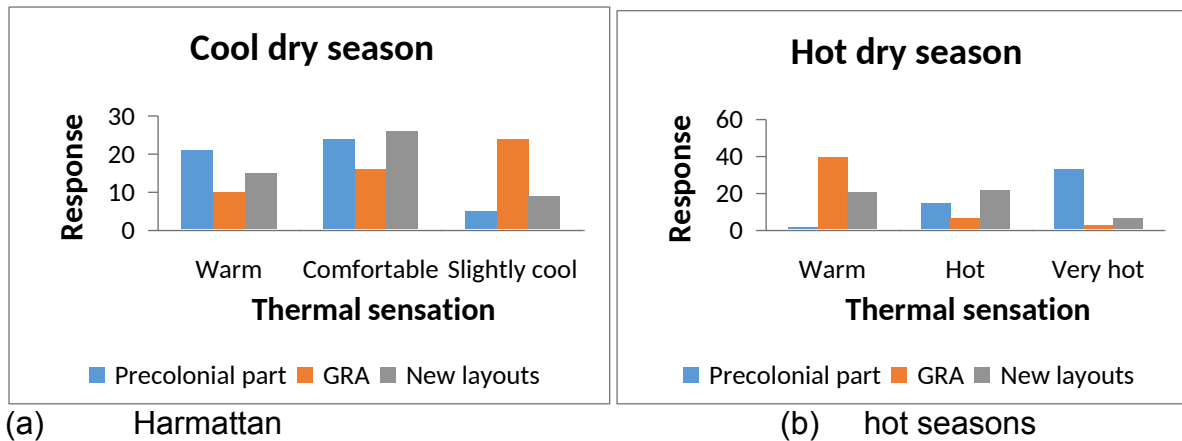 Cool dry season
Response
30
20
10
0
Warm Comfortable Slightly cool
Thermal sensation
Precolonial part GRA New layouts
(a) Harmattan
Hot dry season
Response
60
40
20
0
Warm Hot Very hot
Thermal sensation
Precolonial part GRA New layouts
(b) hot seasons